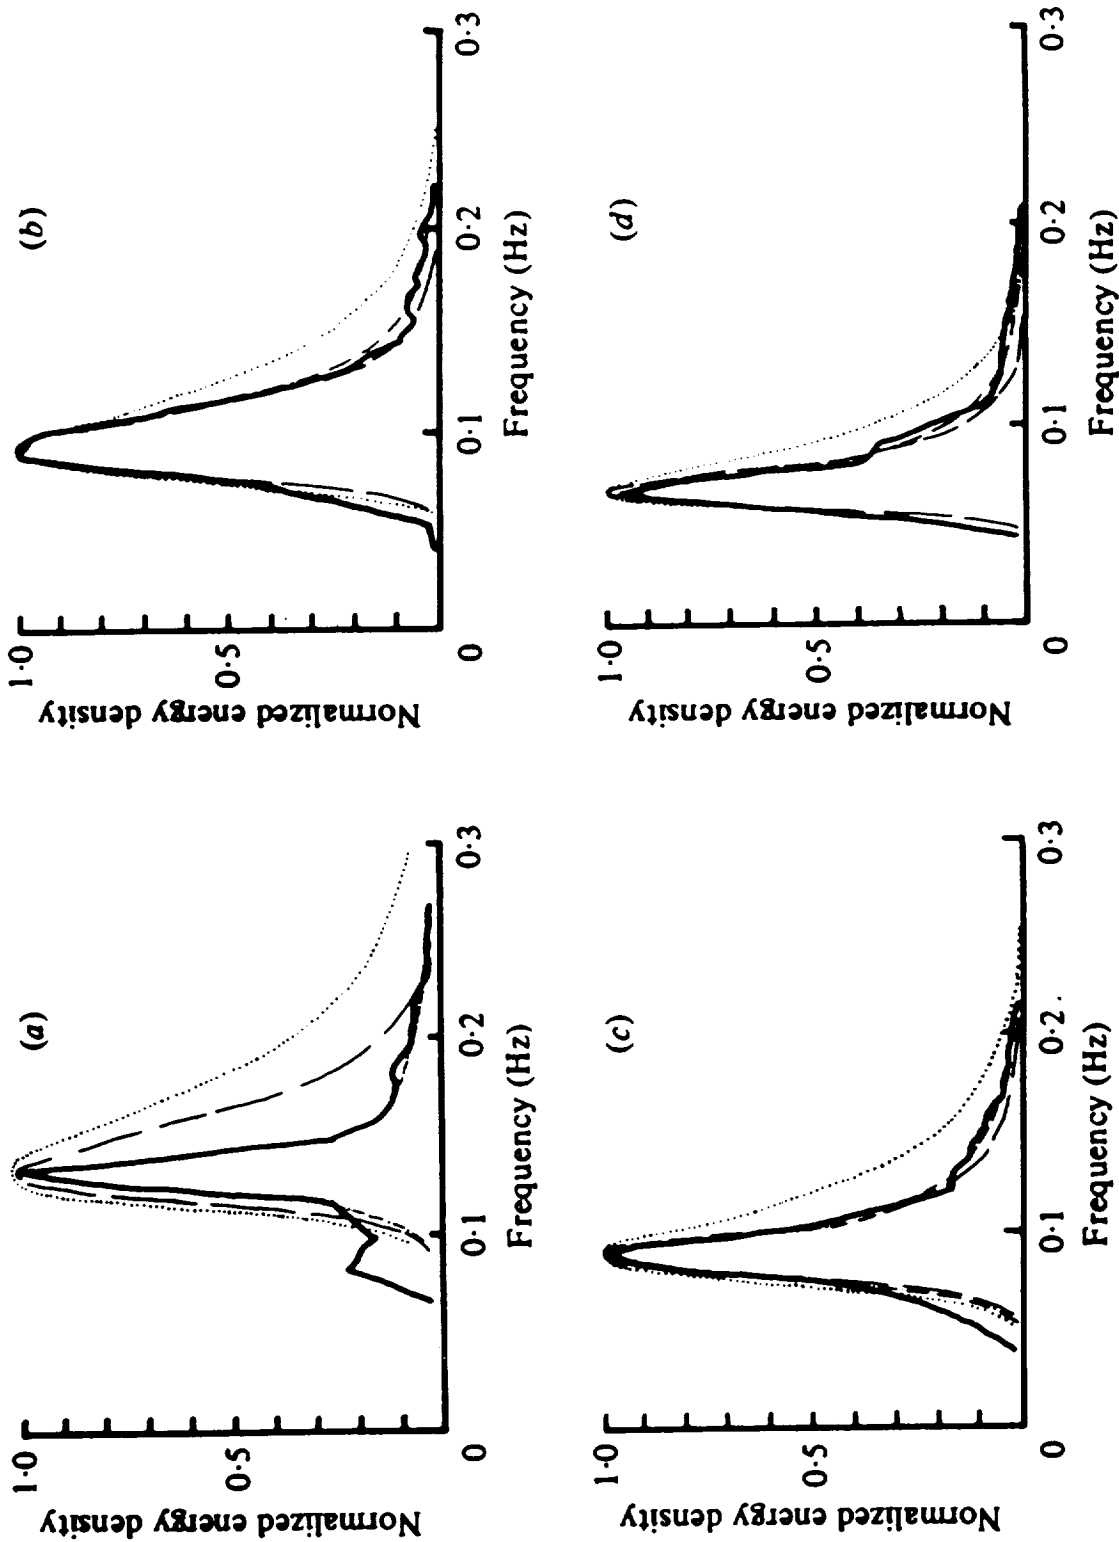 (a)
Normalized energy density
1·0
0·5
0
0·1
0·2
0·3
Frequency (Hz)
(b)
Normalized energy density
1·0
0·5
0
0·1
0·2
0·3
Frequency (Hz)
(c)
Normalized energy density
1·0
0·5
0
0·1
0·2
0·3
Frequency (Hz)
(d)
Normalized energy density
1·0
0·5
0
0·1
0·2
0·3
Frequency (Hz)